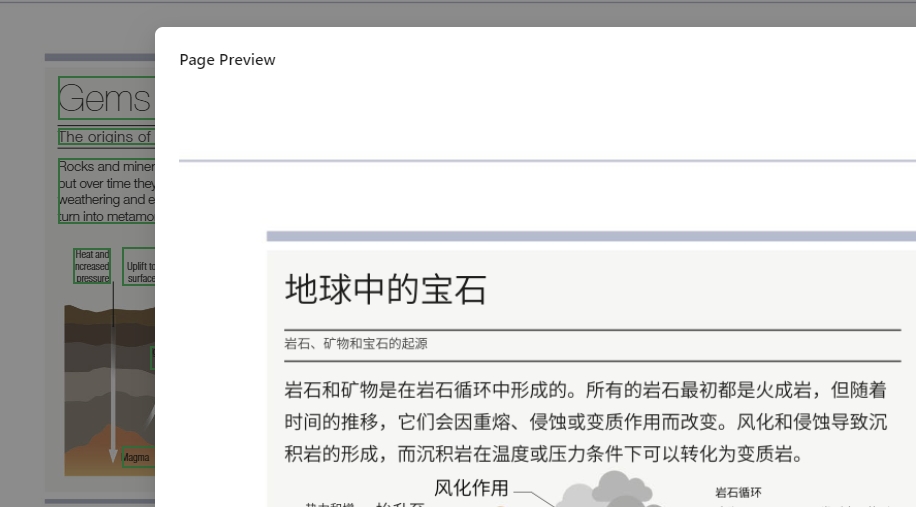 Page Preview
Gems
The origins of
Rocks and miner
but over time they
weathering and e
turn into metamo
Heat and
increased
pressure
Uplift to
surface
Magma
地球中的宝石
岩石、矿物和宝石的起源
岩石和矿物是在岩石循环中形成的。所有的岩石最初都是火成岩，但随着
时间的推移，它们会因重熔、侵蚀或变质作用而改变。风化和侵蚀导致沉
积岩的形成，而沉积岩在温度或压力条件下可以转化为变质岩。
风化作用
岩石循环